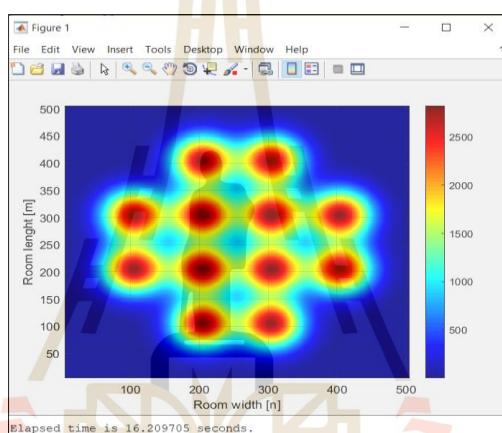 Figure 1
File Edit View Insert Tools Desktop Window Help
500
450
400
350
300
250
200
150
100
50
Room lenght [m]
100 200 300 400 500
Room width [n]
2500
2000
1500
1000
500
Elapsed time is 16.209705 seconds.